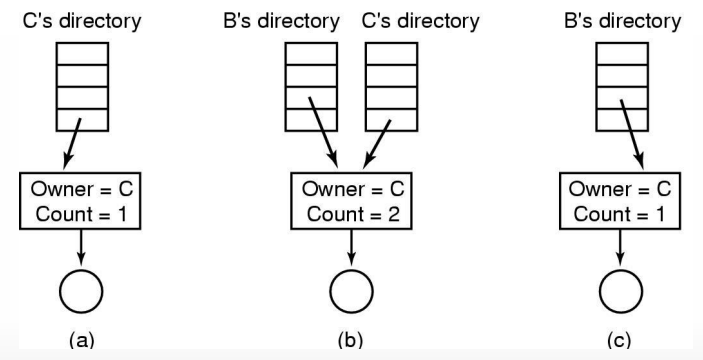 C's directory
B's directory
C's directory
B's directory
Owner = C
Count = 1
Owner = C
Count = 2
Owner = C
Count = 1
(a)
(b)
(c)